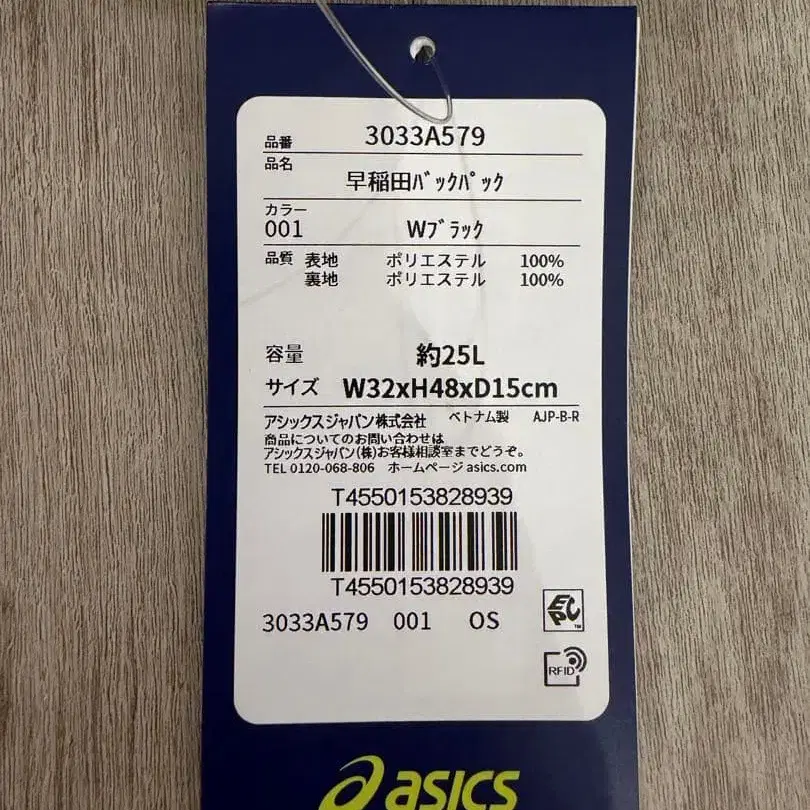 品番 3033A579
品名
早稲田ﾊﾞｯｸﾊﾟｯｸ
カラー
001 Wﾌﾞﾗｯｸ
品質 表地 ポリエステル 100%
裏地 ポリエステル 100%
容量 約25L
サイズ W32xH48xD15cm
アシックスジャパン株式会社 ベトナム製 AJP-B-R
商品についてのお問い合わせは
アシックスジャパン(株)お客様相談室までどうぞ。
TEL 0120-068-806 ホームページ asics.com
T4550153828939
T4550153828939
3033A579 001 OS
EPC
TM
RFID
asics